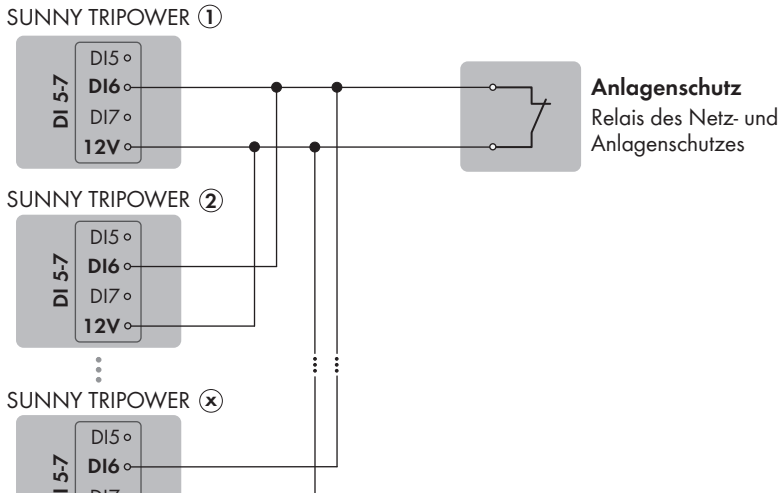 SUNNY TRIPOWER 1
DI 5-7
DI5
DI6
DI7
12V
Anlagenschutz
Relais des Netz- und
Anlagenschutzes
SUNNY TRIPOWER 2
DI 5-7
DI5
DI6
DI7
12V
SUNNY TRIPOWER x
DI5
DI6